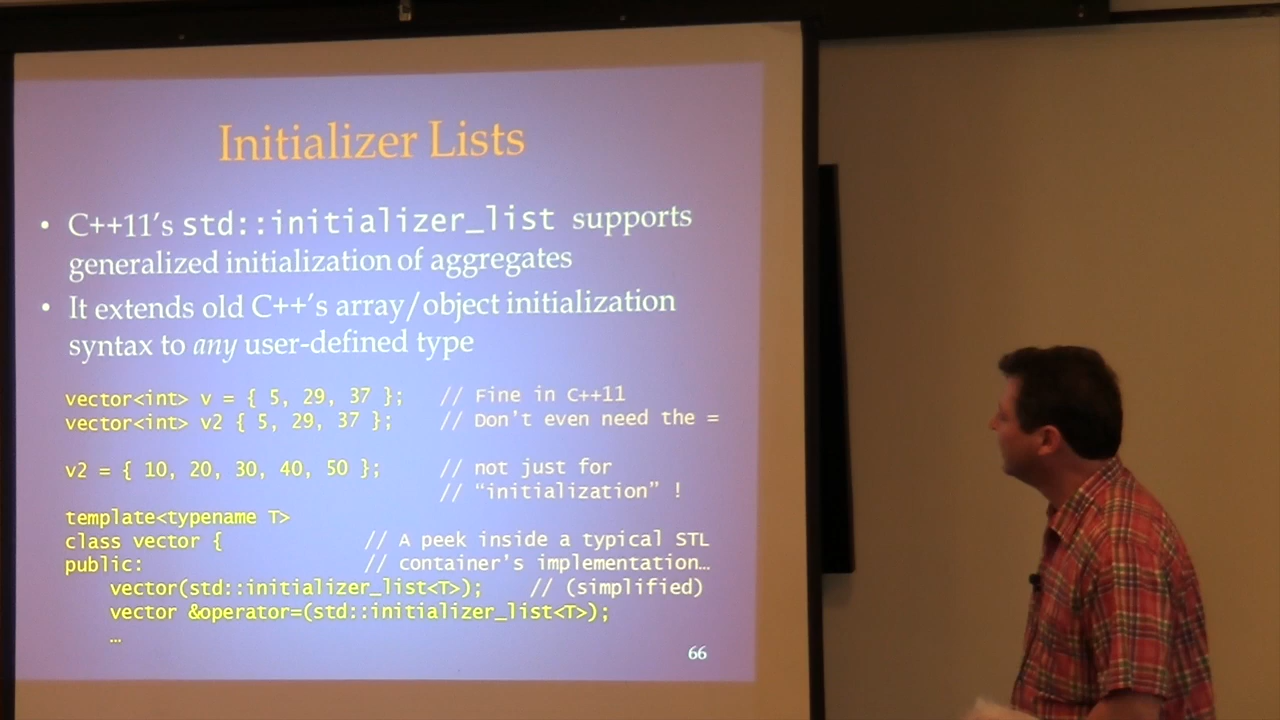 Initializer Lists
• C++11’s std::initializer_list supports
generalized initialization of aggregates
• It extends old C++’s array/object initialization
syntax to any user-defined type
vector<int> v = { 5, 29, 37 }; // Fine in C++11
vector<int> v2 { 5, 29, 37 }; // Don’t even need the =
v2 = { 10, 20, 30, 40, 50 }; // not just for
// “initialization” !
template<typename T>
class vector { // A peek inside a typical STL
public: // container’s implementation…
vector(std::initializer_list<T>); // (simplified)
vector &operator=(std::initializer_list<T>);
…
66